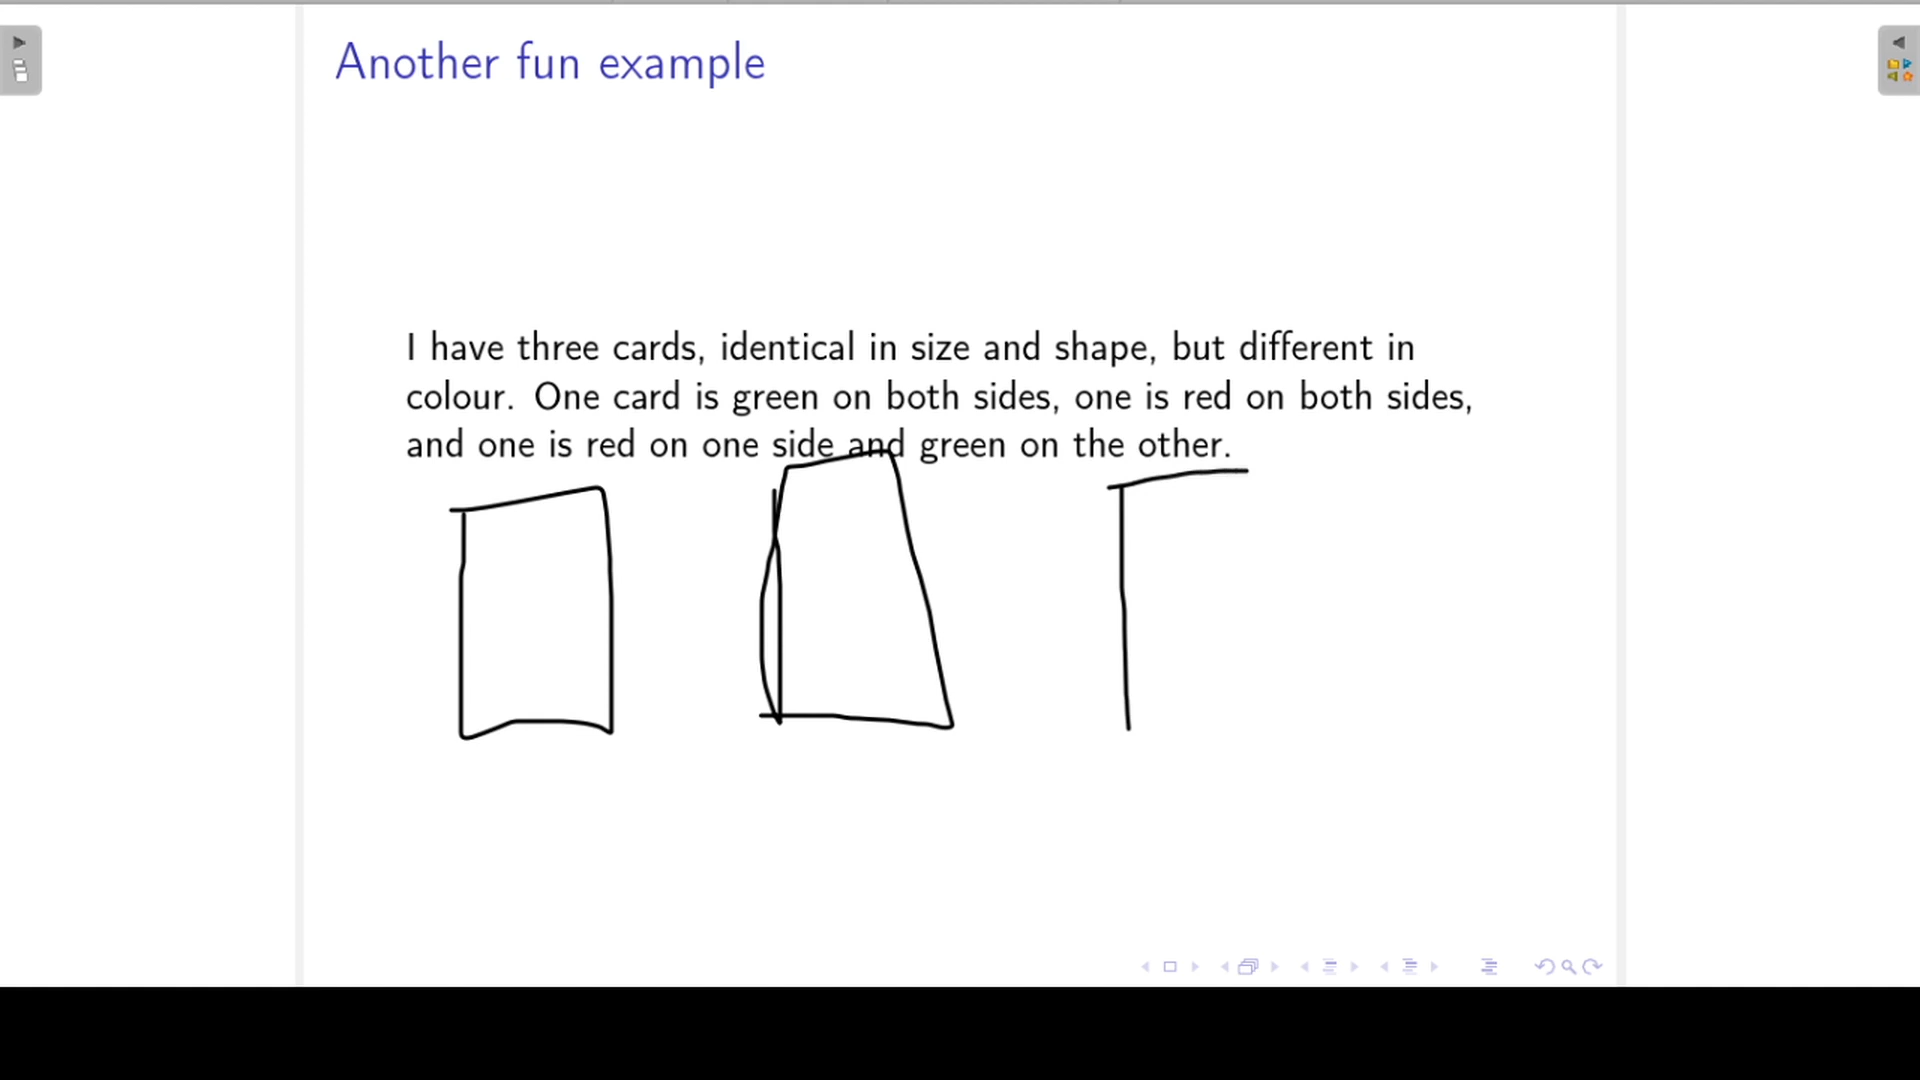 Another fun example
I have three cards, identical in size and shape, but different in
colour. One card is green on both sides, one is red on both sides,
and one is red on one side and green on the other.